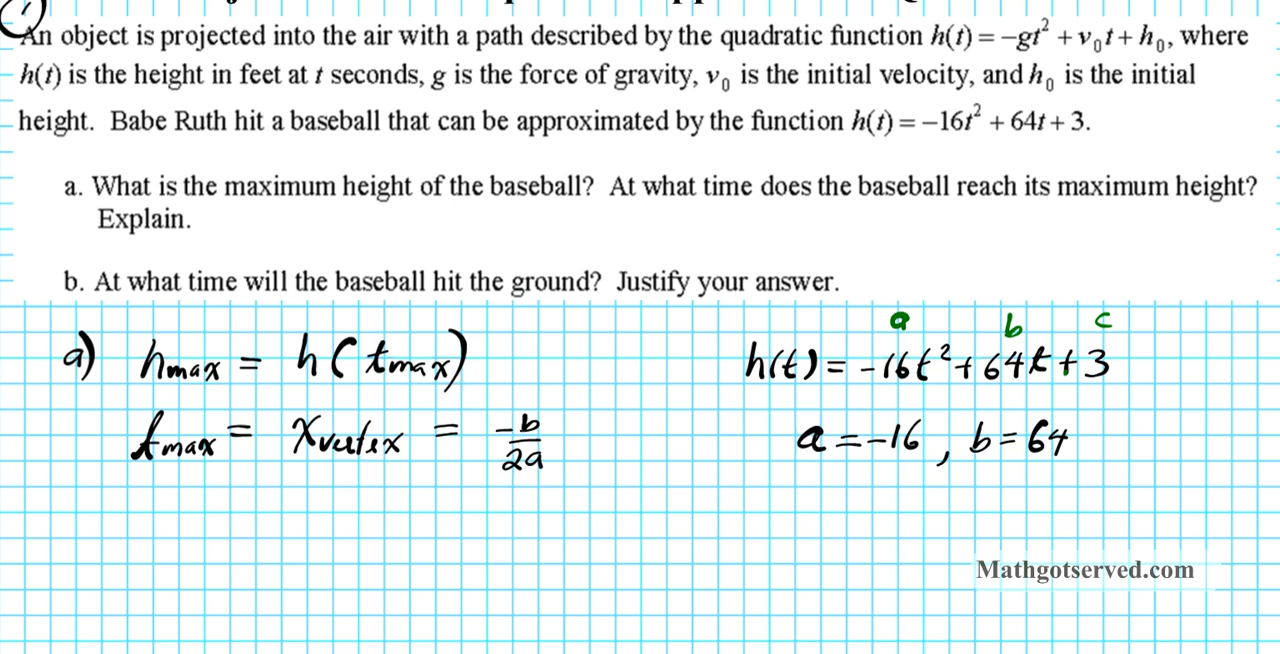 1)
An object is projected into the air with a path described by the quadratic function h(t) = −gt² + v₀t + h₀, where
h(t) is the height in feet at t seconds, g is the force of gravity, v₀ is the initial velocity, and h₀ is the initial
height. Babe Ruth hit a baseball that can be approximated by the function h(t) = −16t² + 64t + 3.
a. What is the maximum height of the baseball? At what time does the baseball reach its maximum height?
Explain.
b. At what time will the baseball hit the ground? Justify your answer.
a b c
a) hmax = h(tmax) h(t) = -16t² + 64t + 3
tmax = xvertex = -b/2a a = -16, b = 64
Mathgotserved.com